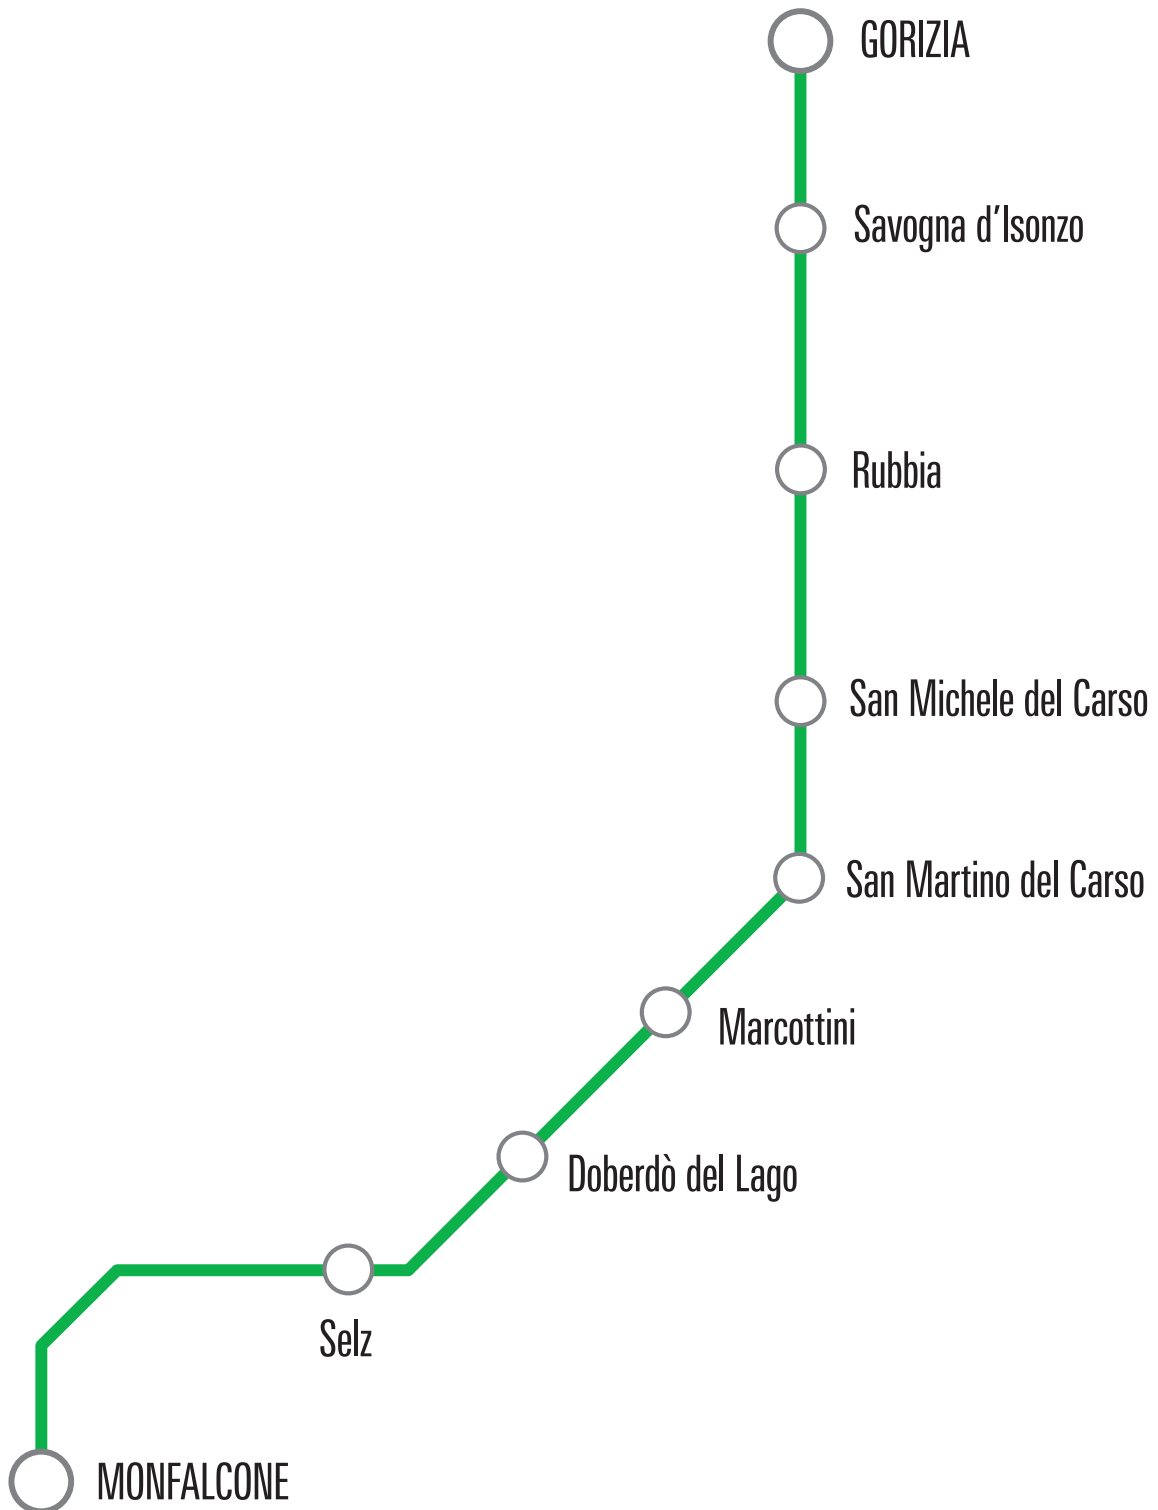 GORIZIA
Savogna d'Isonzo
Rubbia
San Michele del Carso
San Martino del Carso
Marcottini
Doberdò del Lago
Selz
MONFALCONE